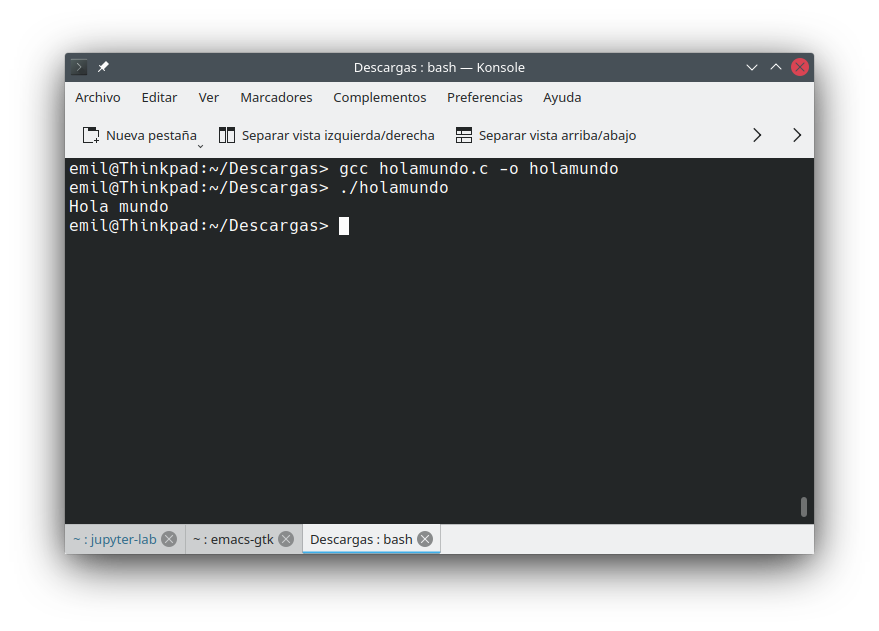 Descargas : bash — Konsole
Archivo Editar Ver Marcadores Complementos Preferencias Ayuda
Nueva pestaña Separar vista izquierda/derecha Separar vista arriba/abajo
emil@Thinkpad:~/Descargas> gcc holamundo.c -o holamundo
emil@Thinkpad:~/Descargas> ./holamundo
Hola mundo
emil@Thinkpad:~/Descargas>
~ : jupyter-lab ~ : emacs-gtk Descargas : bash